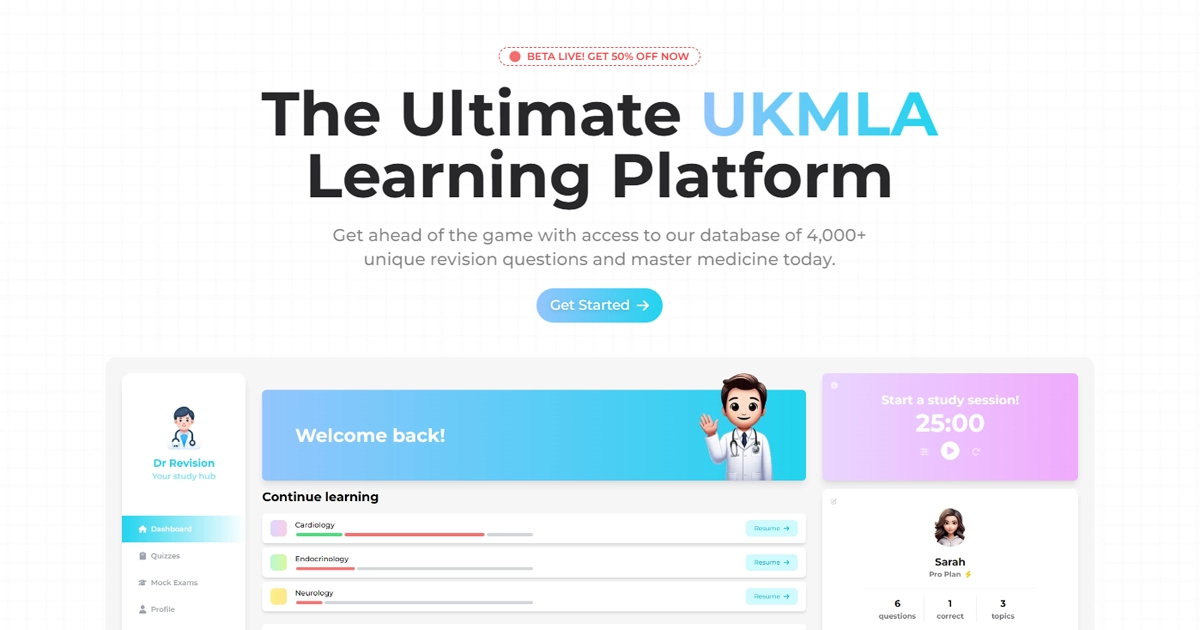 BETA LIVE! GET 50% OFF NOW
The Ultimate UKMLA
Learning Platform
Get ahead of the game with access to our database of 4,000+
unique revision questions and master medicine today.
Get Started →
Dr Revision
Your study hub
Dashboard
Quizzes
Mock Exams
Profile
Welcome back!
Continue learning
Cardiology
Resume →
Endocrinology
Resume →
Neurology
Resume →
Start a study session!
25:00
Sarah
Pro Plan ⚡
6 1 3
questions correct topics